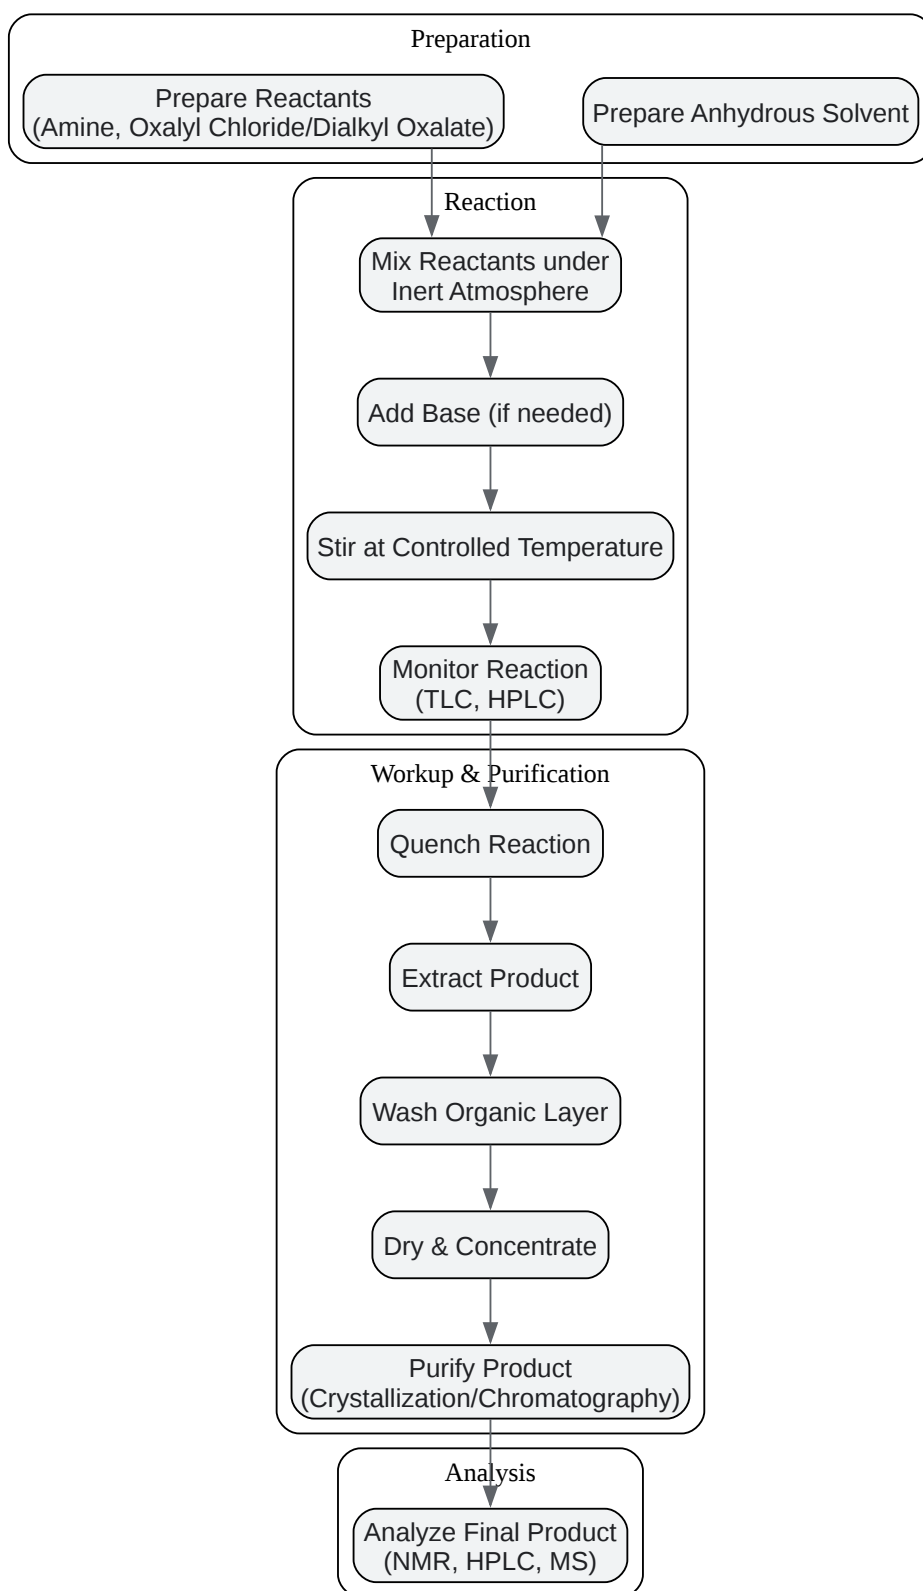 Preparation
Prepare Reactants
(Amine, Oxalyl Chloride/Dialkyl Oxalate)
Prepare Anhydrous Solvent
Reaction
Mix Reactants under
Inert Atmosphere
Add Base (if needed)
Stir at Controlled Temperature
Monitor Reaction
(TLC, HPLC)
Workup & Purification
Quench Reaction
Extract Product
Wash Organic Layer
Dry & Concentrate
Purify Product
(Crystallization/Chromatography)
Analysis
Analyze Final Product
(NMR, HPLC, MS)